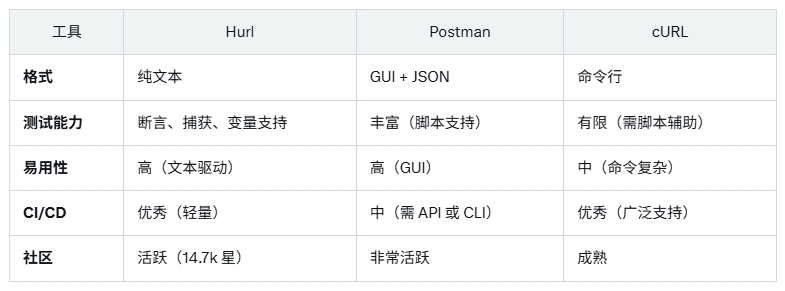 工具 Hurl Postman cURL
格式 纯文本 GUI + JSON 命令行
测试能力 断言、捕获、变量支持 丰富（脚本支持） 有限（需脚本辅助）
易用性 高（文本驱动） 高（GUI） 中（命令复杂）
CI/CD 优秀（轻量） 中（需 API 或 CLI） 优秀（广泛支持）
社区 活跃（14.7k 星） 非常活跃 成熟